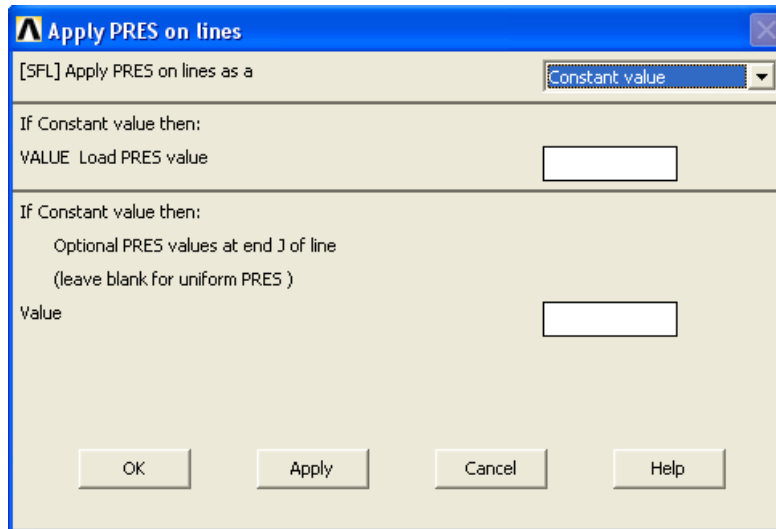 Apply PRES on lines
[SFL] Apply PRES on lines as a Constant value
If Constant value then:
VALUE Load PRES value
If Constant value then:
Optional PRES values at end J of line
(leave blank for uniform PRES )
Value
OK Apply Cancel Help